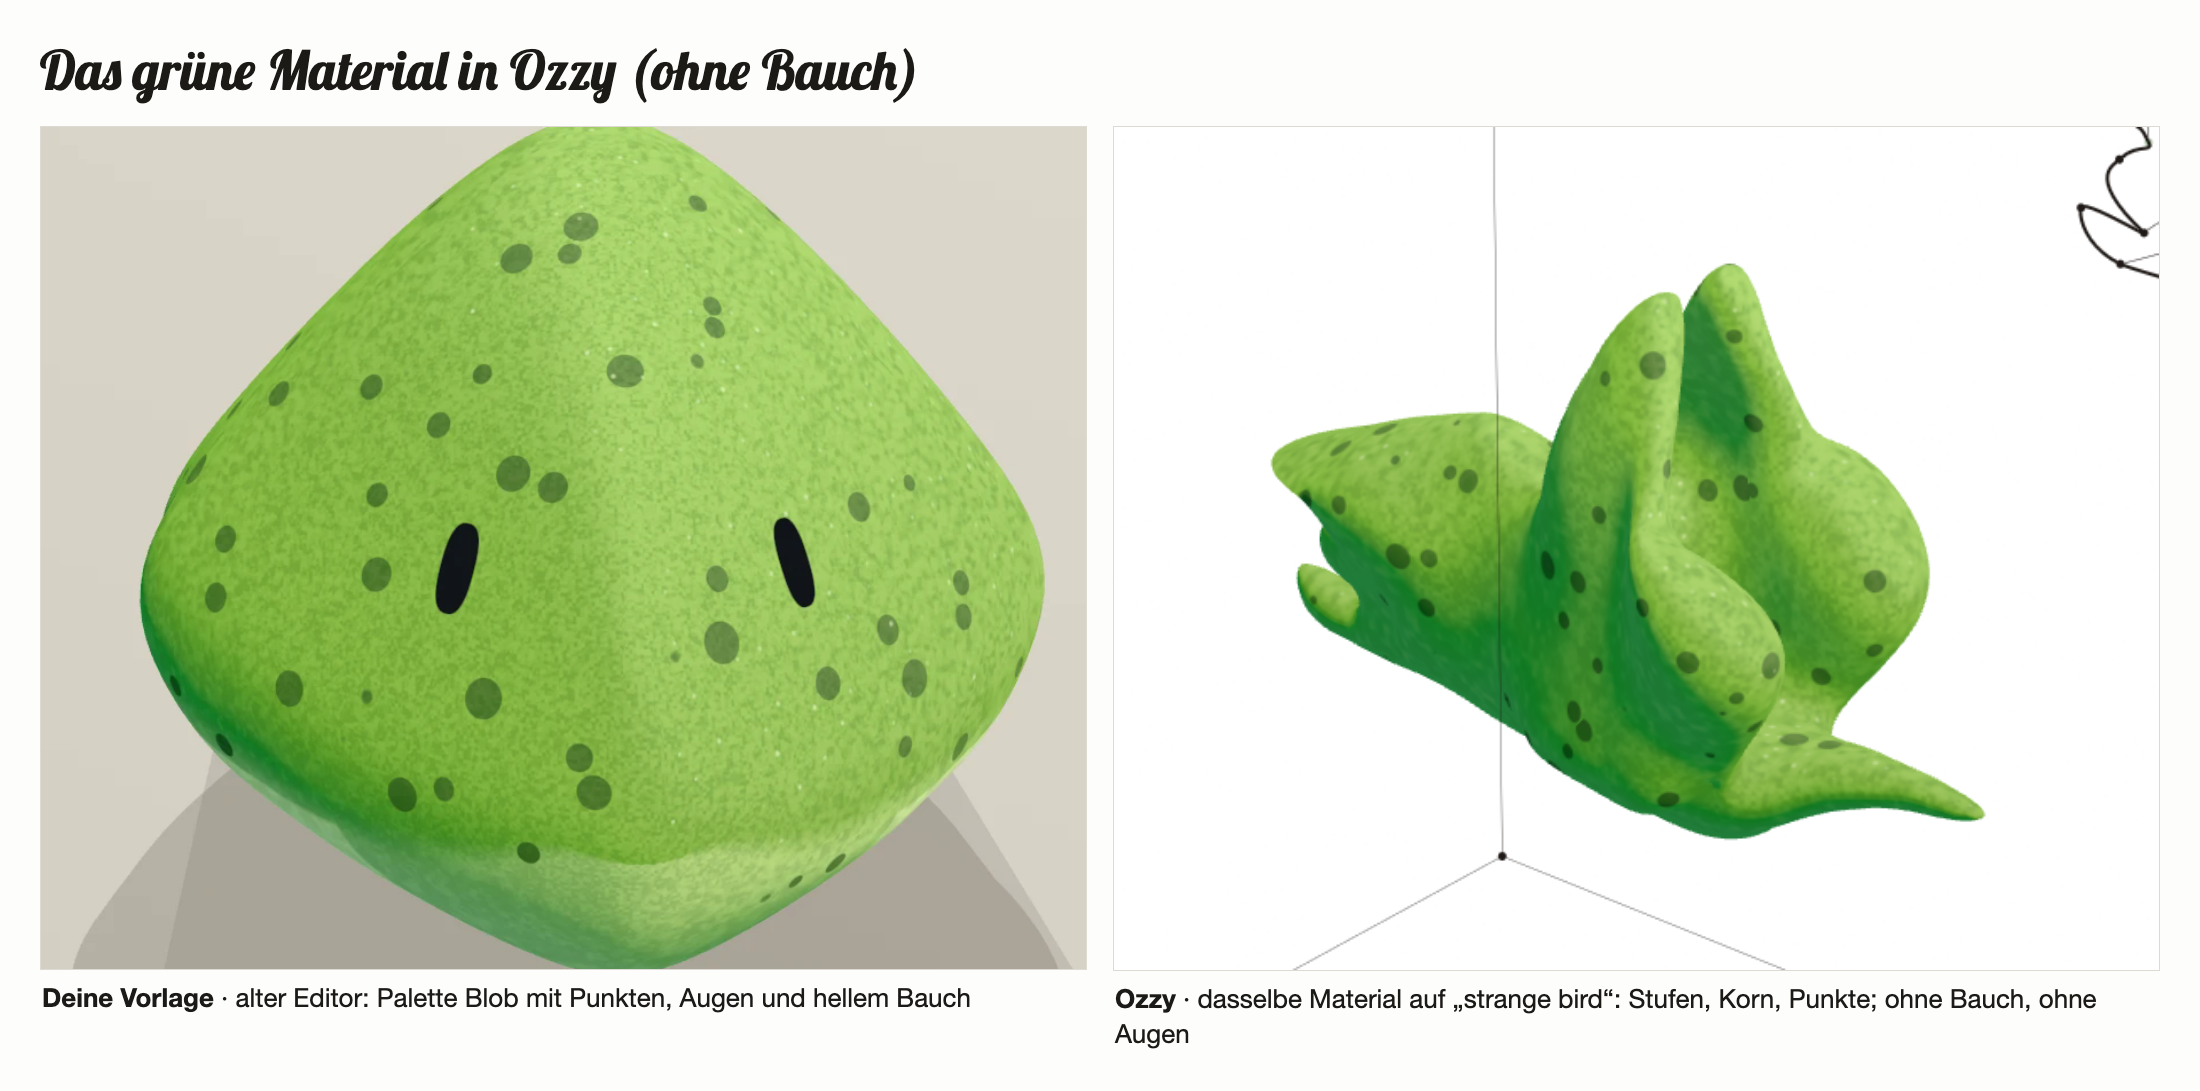 Das grüne Material in Ozzy (ohne Bauch)
Deine Vorlage · alter Editor: Palette Blob mit Punkten, Augen und hellem Bauch
Ozzy · dasselbe Material auf „strange bird“: Stufen, Korn, Punkte; ohne Bauch, ohne
Augen